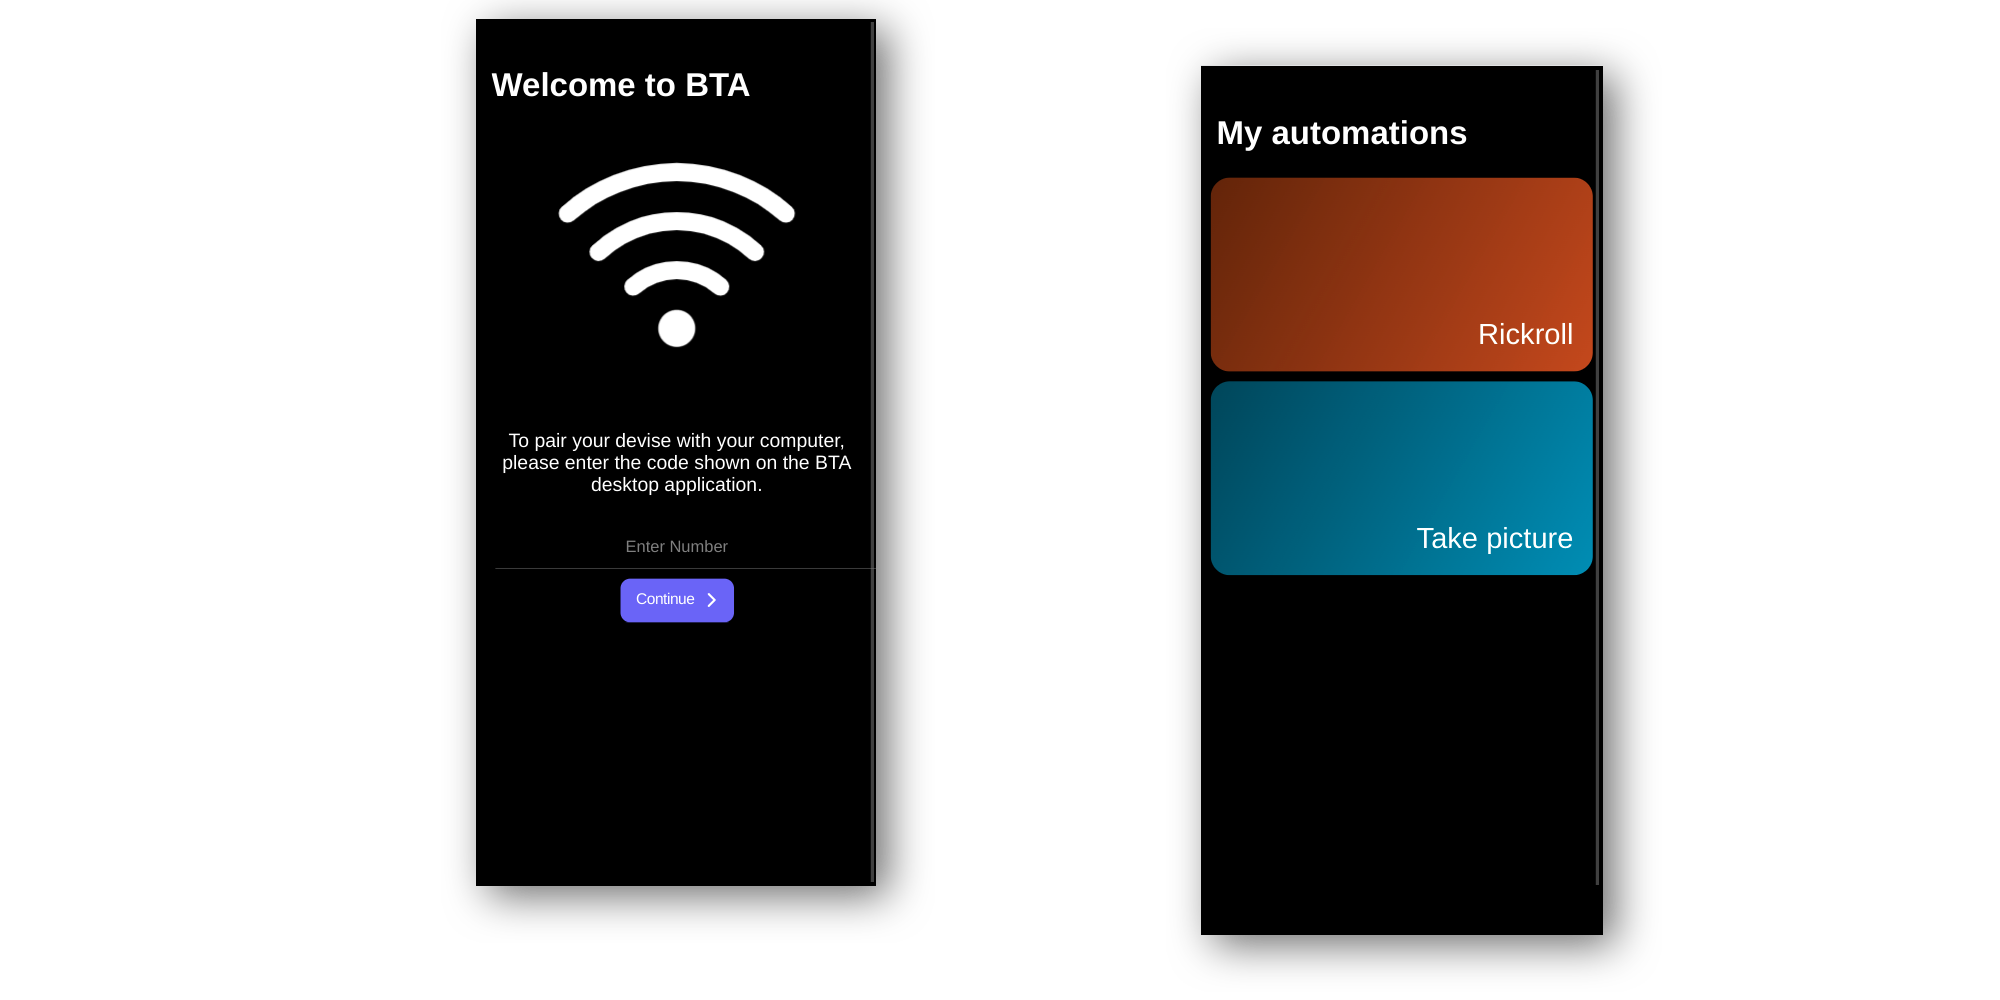 Welcome to BTA
To pair your devise with your computer,
please enter the code shown on the BTA
desktop application.
Enter Number
Continue
My automations
Rickroll
Take picture